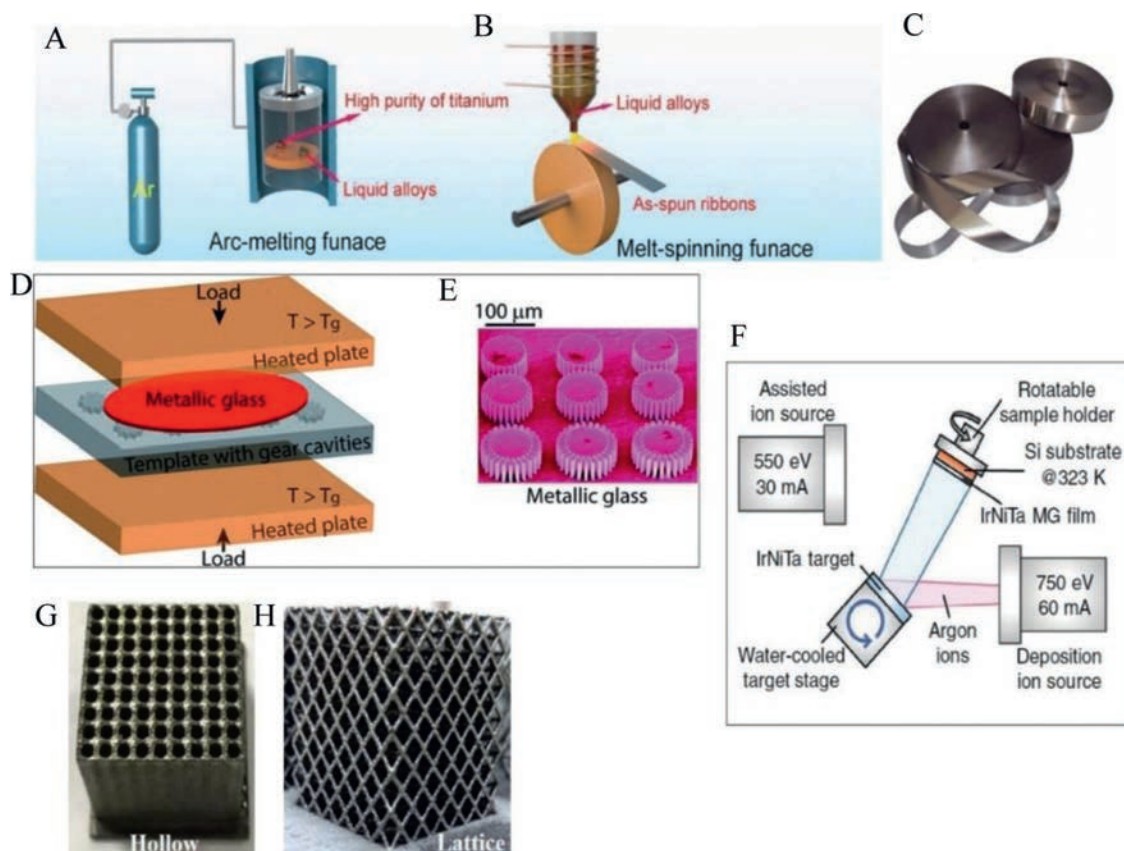 A
High purity of titanium
Ar
Liquid alloys
Arc-melting funace
B
Liquid alloys
As-spun ribbons
Melt-spinning funace
C
D
Load
T > Tg
Heated plate
Metallic glass
Template with gear cavities
T > Tg
Heated plate
Load
E
100 μm
Metallic glass
F
Assisted
ion source
550 eV
30 mA
Rotatable
sample holder
Si substrate
@323 K
IrNiTa MG film
IrNiTa target
750 eV
60 mA
Water-cooled
target stage
Argon
ions
Deposition
ion source
G
Hollow
H
Lattice